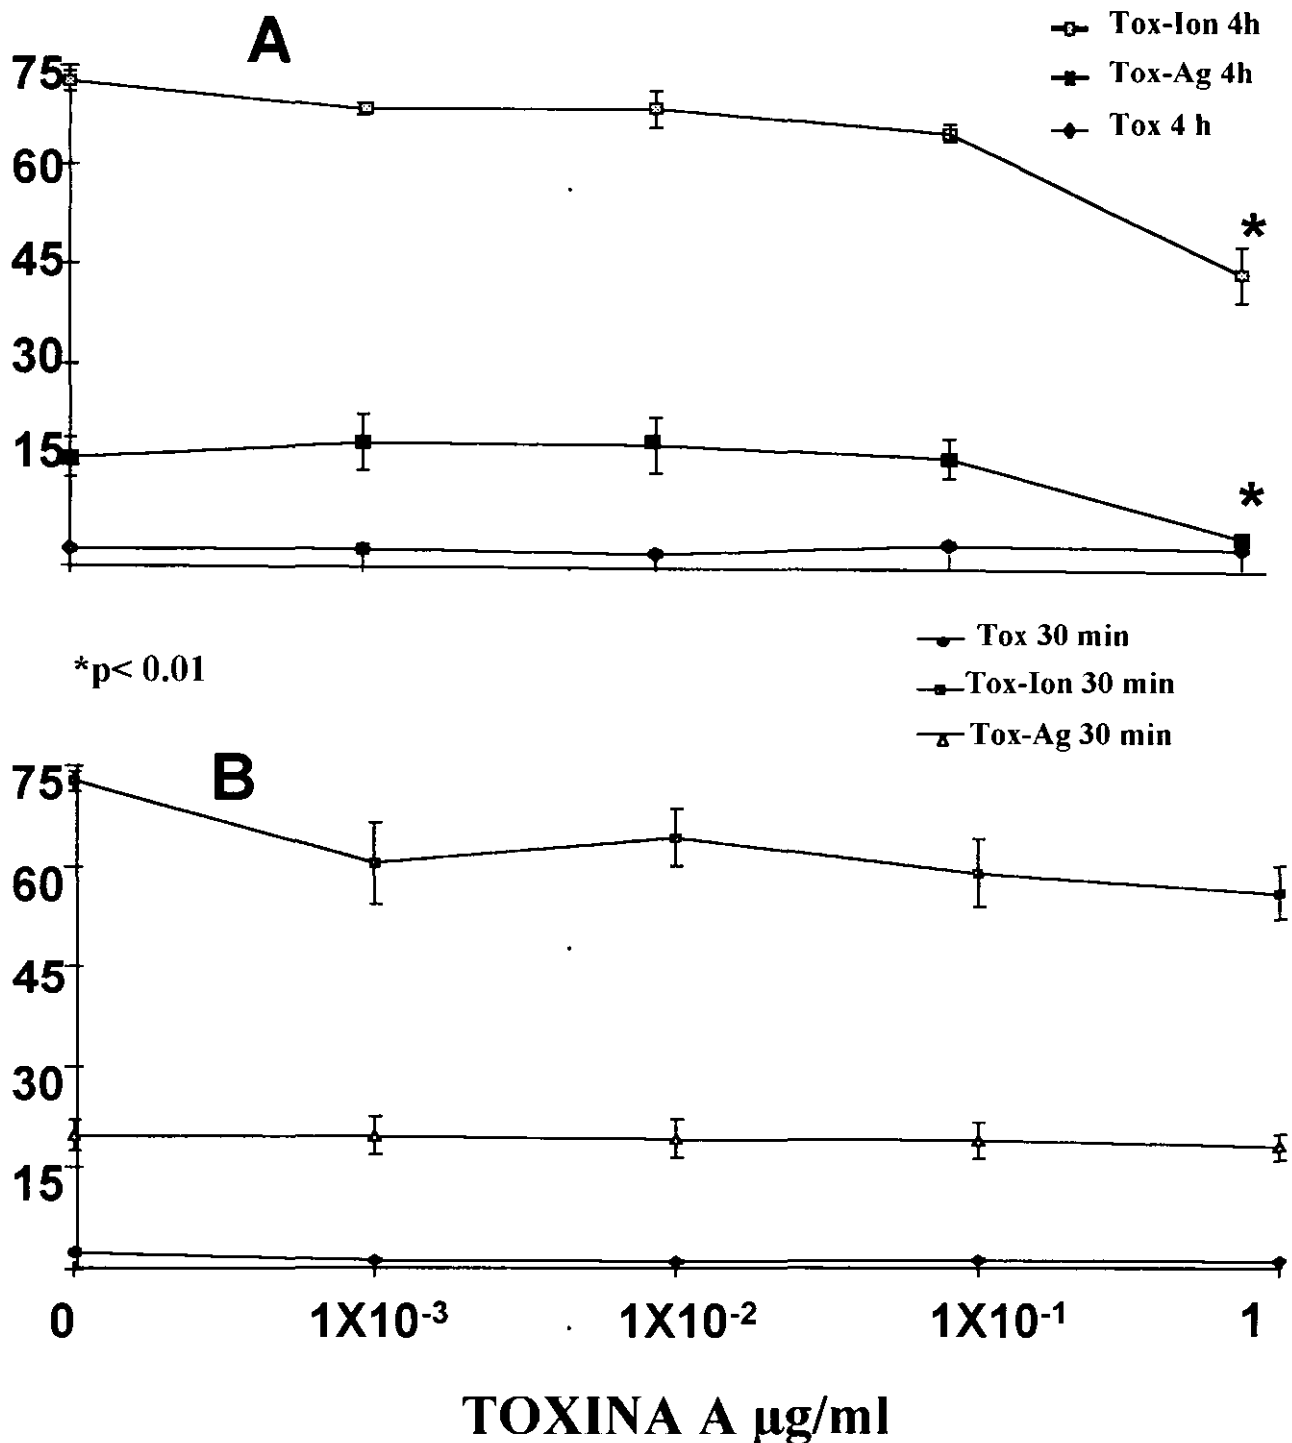 A
Tox-Ion 4h
Tox-Ag 4h
Tox 4 h
75
60
45
*
30
15
*
*p< 0.01
Tox 30 min
Tox-Ion 30 min
Tox-Ag 30 min
B
75
60
45
30
15
0 1X10⁻³ 1X10⁻² 1X10⁻¹ 1
TOXINA A µg/ml